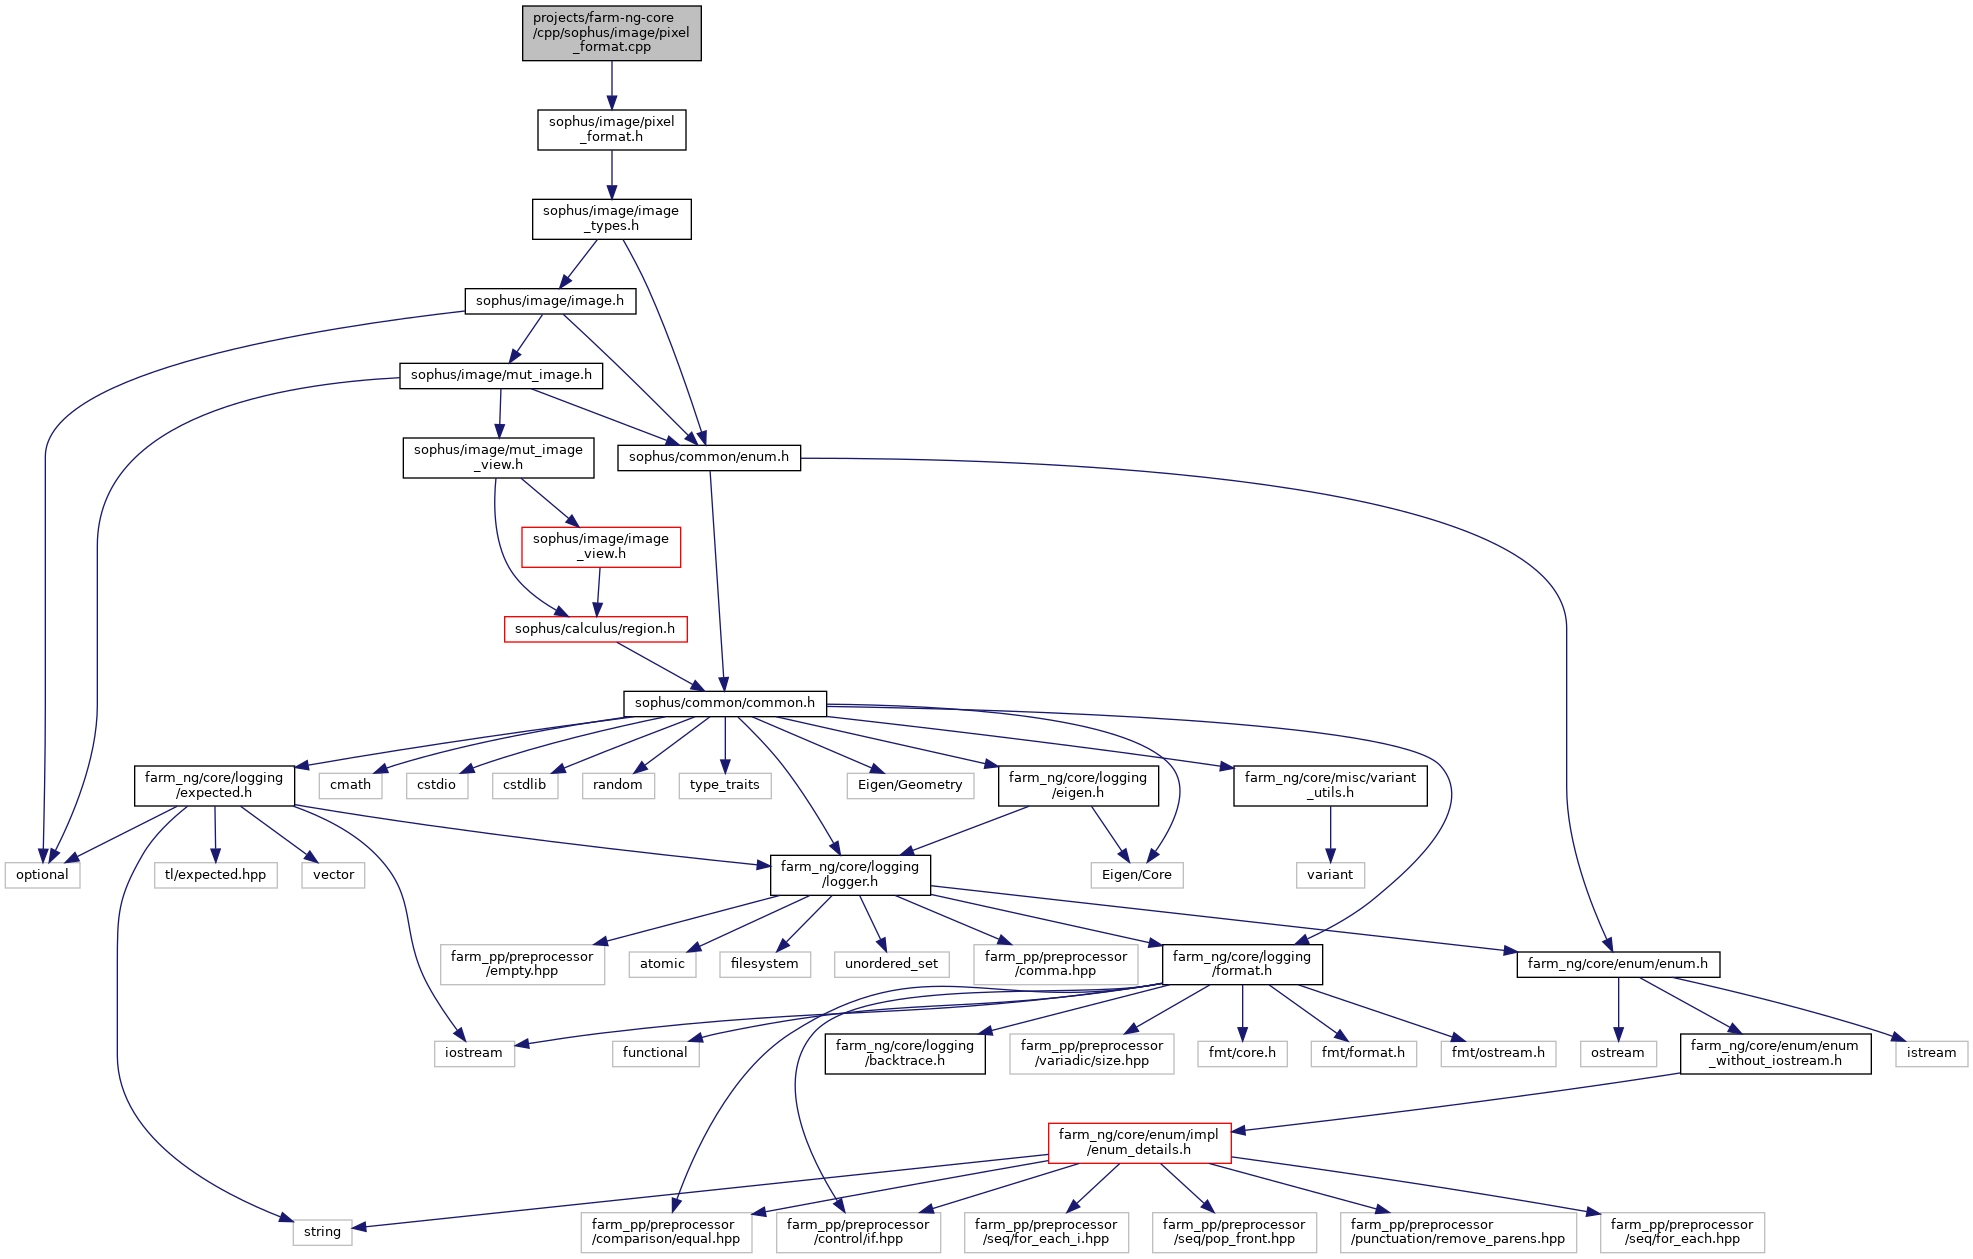 projects/farm-ng-core
/cpp/sophus/image/pixel
_format.cpp
sophus/image/pixel
_format.h
sophus/image/image
_types.h
sophus/image/image.h
sophus/image/mut_image.h
sophus/image/mut_image
_view.h
sophus/common/enum.h
sophus/image/image
_view.h
sophus/calculus/region.h
sophus/common/common.h
farm_ng/core/logging
/expected.h
cmath
cstdio
cstdlib
random
type_traits
Eigen/Geometry
farm_ng/core/logging
/eigen.h
farm_ng/core/misc/variant
_utils.h
optional
tl/expected.hpp
vector
farm_ng/core/logging
/logger.h
Eigen/Core
variant
farm_pp/preprocessor
/empty.hpp
atomic
filesystem
unordered_set
farm_pp/preprocessor
/comma.hpp
farm_ng/core/logging
/format.h
farm_ng/core/enum/enum.h
iostream
functional
farm_ng/core/logging
/backtrace.h
farm_pp/preprocessor
/variadic/size.hpp
fmt/core.h
fmt/format.h
fmt/ostream.h
ostream
farm_ng/core/enum/enum
_without_iostream.h
istream
farm_ng/core/enum/impl
/enum_details.h
string
farm_pp/preprocessor
/comparison/equal.hpp
farm_pp/preprocessor
/control/if.hpp
farm_pp/preprocessor
/seq/for_each_i.hpp
farm_pp/preprocessor
/seq/pop_front.hpp
farm_pp/preprocessor
/punctuation/remove_parens.hpp
farm_pp/preprocessor
/seq/for_each.hpp